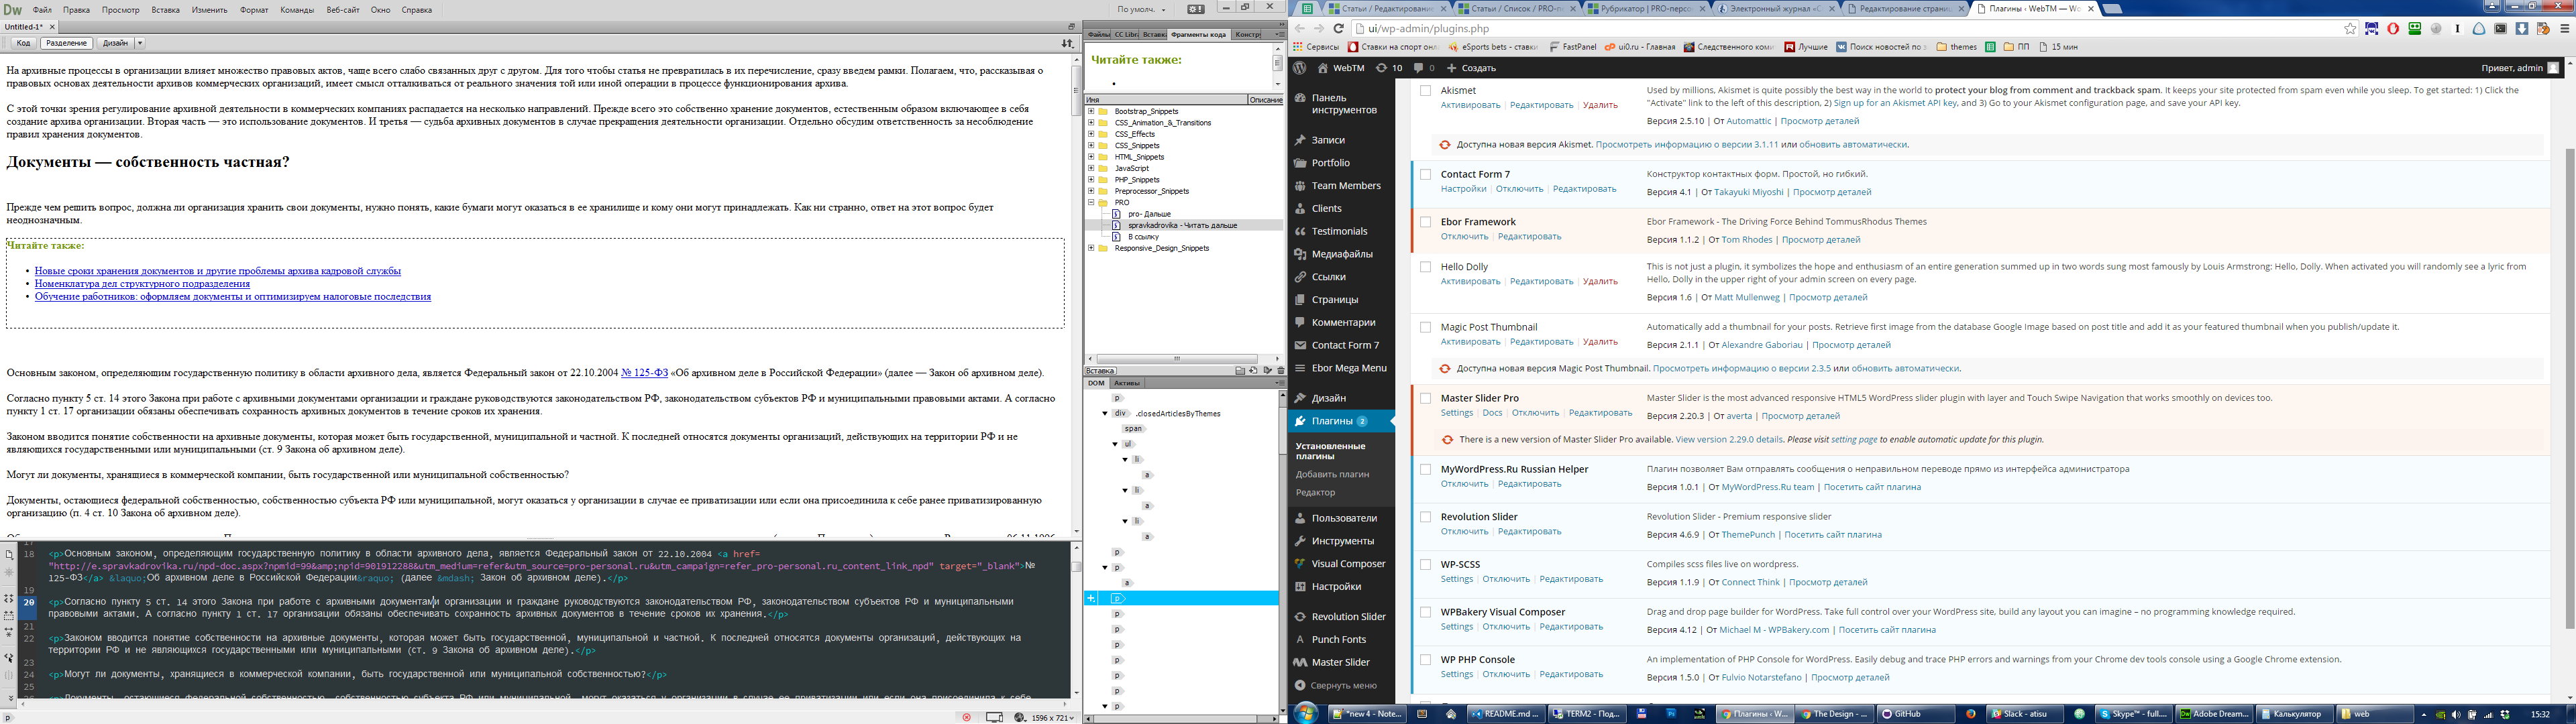 Dw Файл Правка Просмотр Вставка Изменить Формат Команды Веб-сайт Окно Справка По умолч.
Untitled-1*
Код Разделение Дизайн
На архивные процессы в организации влияет множество правовых актов, чаще всего слабо связанных друг с другом. Для того чтобы статья не превратилась в их перечисление, сразу введем рамки. Полагаем, что, рассказывая о
правовых основах деятельности архивов коммерческих организаций, имеет смысл отталкиваться от реального значения той или иной операции в процессе функционирования архива.
С этой точки зрения регулирование архивной деятельности в коммерческих компаниях распадается на несколько направлений. Прежде всего это собственно хранение документов, естественным образом включающее в себя
создание архива организации. Вторая часть — это использование документов. И третья — судьба архивных документов в случае прекращения деятельности организации. Отдельно обсудим ответственность за несоблюдение
правил хранения документов.
Документы — собственность частная?
Прежде чем решить вопрос, должна ли организация хранить свои документы, нужно понять, какие бумаги могут оказаться в ее хранилище и кому они могут принадлежать. Как ни странно, ответ на этот вопрос будет
неоднозначным.
Читайте также:
• Новые сроки хранения документов и другие проблемы архива кадровой службы
• Номенклатура дел структурного подразделения
• Обучение работников: оформляем документы и оптимизируем налоговые последствия
Основным законом, определяющим государственную политику в области архивного дела, является Федеральный закон от 22.10.2004 № 125-ФЗ «Об архивном деле в Российской Федерации» (далее — Закон об архивном деле).
Согласно пункту 5 ст. 14 этого Закона при работе с архивными документами организации и граждане руководствуются законодательством РФ, законодательством субъектов РФ и муниципальными правовыми актами. А согласно
пункту 1 ст. 17 организации обязаны обеспечивать сохранность архивных документов в течение сроков их хранения.
Законом вводится понятие собственности на архивные документы, которая может быть государственной, муниципальной и частной. К последней относятся документы организаций, действующих на территории РФ и не
являющихся государственными или муниципальными (ст. 9 Закона об архивном деле).
Могут ли документы, хранящиеся в коммерческой компании, быть государственной или муниципальной собственностью?
Документы, остающиеся федеральной собственностью, собственностью субъекта РФ или муниципальной, могут оказаться у организации в случае ее приватизации или если она присоединила к себе ранее приватизированную
организацию (п. 4 ст. 10 Закона об архивном деле).
17
18 <p>Основным законом, определяющим государственную политику в области архивного дела, является Федеральный закон от 22.10.2004 <a href=
"http://e.spravkadrovika.ru/npd-doc.aspx?npmid=99&amp;npid=901912288&utm_medium=refer&utm_source=pro-personal.ru&utm_campaign=refer_pro-personal.ru_content_link_npd" target="_blank">№
125-ФЗ</a> &laquo;Об архивном деле в Российской Федерации&raquo; (далее &mdash; Закон об архивном деле).</p>
19
20 <p>Согласно пункту 5 ст. 14 этого Закона при работе с архивными документами организации и граждане руководствуются законодательством РФ, законодательством субъектов РФ и муниципальными
правовыми актами. А согласно пункту 1 ст. 17 организации обязаны обеспечивать сохранность архивных документов в течение сроков их хранения.</p>
21
22 <p>Законом вводится понятие собственности на архивные документы, которая может быть государственной, муниципальной и частной. К последней относятся документы организаций, действующих на
территории РФ и не являющихся государственными или муниципальными (ст. 9 Закона об архивном деле).</p>
23
24 <p>Могут ли документы, хранящиеся в коммерческой компании, быть государственной или муниципальной собственностью?</p>
25
p 1596 x 721
Файлы CC Libra Вставка Фрагменты кода Констру
Читайте также:
•
Имя Описание
Bootstrap_Snippets
CSS_Animation_&_Transitions
CSS_Effects
CSS_Snippets
HTML_Snippets
JavaScript
PHP_Snippets
Preprocessor_Snippets
PRO
pro- Дальше
spravkadrovika - Читать дальше
В ссылку
Responsive_Design_Snippets
Вставка
DOM Активы
p
div .closedArticlesByThemes
span
ul
li
a
li
a
li
a
p
p
a
p
p
p
p
p
p
p
p
Статьи / Редактирование Статьи / Список / PRO-пе Рубрикатор | PRO-персо Электронный журнал «С Редактирование страниц Плагины ‹ WebTM — Wo
ui/wp-admin/plugins.php
Сервисы Ставки на спорт онл eSports bets - ставки FastPanel ui0.ru - Главная Следственного коми Лучшие Поиск новостей по з themes ПП 15 мин
WebTM 10 0 Создать Привет, admin
Панель
инструментов
Записи
Portfolio
Team Members
Clients
Testimonials
Медиафайлы
Ссылки
Страницы
Комментарии
Contact Form 7
Ebor Mega Menu
Дизайн
Плагины 2
Установленные
плагины
Добавить плагин
Редактор
Пользователи
Инструменты
Visual Composer
Настройки
Revolution Slider
Punch Fonts
Master Slider
Свернуть меню
Akismet Used by millions, Akismet is quite possibly the best way in the world to protect your blog from comment and trackback spam. It keeps your site protected from spam even while you sleep. To get started: 1) Click the
Активировать | Редактировать | Удалить "Activate" link to the left of this description, 2) Sign up for an Akismet API key, and 3) Go to your Akismet configuration page, and save your API key.
Версия 2.5.10 | От Automattic | Просмотр деталей
Доступна новая версия Akismet. Просмотреть информацию о версии 3.1.11 или обновить автоматически.
Contact Form 7 Конструктор контактных форм. Простой, но гибкий.
Настройки | Отключить | Редактировать Версия 4.1 | От Takayuki Miyoshi | Просмотр деталей
Ebor Framework Ebor Framework - The Driving Force Behind TommusRhodus Themes
Отключить | Редактировать Версия 1.1.2 | От Tom Rhodes | Просмотр деталей
Hello Dolly This is not just a plugin, it symbolizes the hope and enthusiasm of an entire generation summed up in two words sung most famously by Louis Armstrong: Hello, Dolly. When activated you will randomly see a lyric from
Активировать | Редактировать | Удалить Hello, Dolly in the upper right of your admin screen on every page.
Версия 1.6 | От Matt Mullenweg | Просмотр деталей
Magic Post Thumbnail Automatically add a thumbnail for your posts. Retrieve first image from the database Google Image based on post title and add it as your featured thumbnail when you publish/update it.
Активировать | Редактировать | Удалить Версия 2.1.1 | От Alexandre Gaboriau | Просмотр деталей
Доступна новая версия Magic Post Thumbnail. Просмотреть информацию о версии 2.3.5 или обновить автоматически.
Master Slider Pro Master Slider is the most advanced responsive HTML5 WordPress slider plugin with layer and Touch Swipe Navigation that works smoothly on devices too.
Settings | Docs | Отключить | Редактировать Версия 2.20.3 | От averta | Просмотр деталей
There is a new version of Master Slider Pro available. View version 2.29.0 details. Please visit setting page to enable automatic update for this plugin.
MyWordPress.Ru Russian Helper Плагин позволяет Вам отправлять сообщения о неправильном переводе прямо из интерфейса администратора
Отключить | Редактировать Версия 1.0.1 | От MyWordPress.Ru team | Посетить сайт плагина
Revolution Slider Revolution Slider - Premium responsive slider
Отключить | Редактировать Версия 4.6.9 | От ThemePunch | Посетить сайт плагина
WP-SCSS Compiles scss files live on wordpress.
Settings | Отключить | Редактировать Версия 1.1.9 | От Connect Think | Просмотр деталей
WPBakery Visual Composer Drag and drop page builder for WordPress. Take full control over your WordPress site, build any layout you can imagine – no programming knowledge required.
Settings | Отключить | Редактировать Версия 4.12 | От Michael M - WPBakery.com | Посетить сайт плагина
WP PHP Console An implementation of PHP Console for WordPress. Easily debug and trace PHP errors and warnings from your Chrome dev tools console using a Google Chrome extension.
Settings | Отключить | Редактировать Версия 1.5.0 | От Fulvio Notarstefano | Просмотр деталей
*new 4 - Note... README.md ... TERM2 - Под... Плагины ‹ W... The Design - ... GitHub Slack - atisu Skype™ - full... Adobe Dream... Калькулятор web 15:32